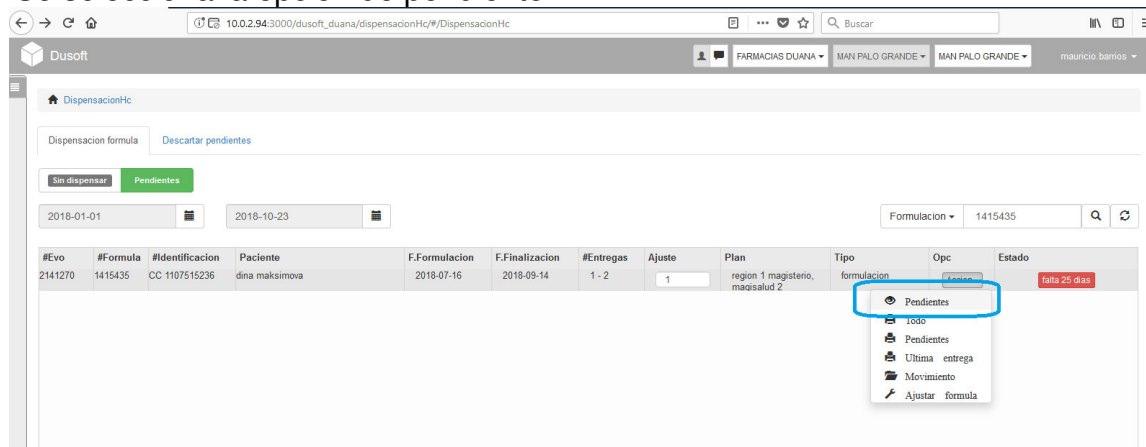 10.0.2.94:3000/dusoft_duana/dispensacionHc/#/DispensacionHc
Buscar
Dusoft
FARMACIAS DUANA
MAN PALO GRANDE
MAN PALO GRANDE
mauricio.barrios
DispensacionHc
Dispensacion formula
Descartar pendientes
Sin dispensar
Pendientes
2018-01-01
2018-10-23
Formulacion
1415435
#Evo #Formula #Identificacion Paciente F.Formulacion F.Finalizacion #Entregas Ajuste Plan Tipo Opc Estado
2141270 1415435 CC 1107515236 dina maksimova 2018-07-16 2018-09-14 1 - 2 1 region 1 magisterio, formulacion falta 25 dias
magisalud 2
Pendientes
Todo
Pendientes
Ultima entrega
Movimiento
Ajustar formula